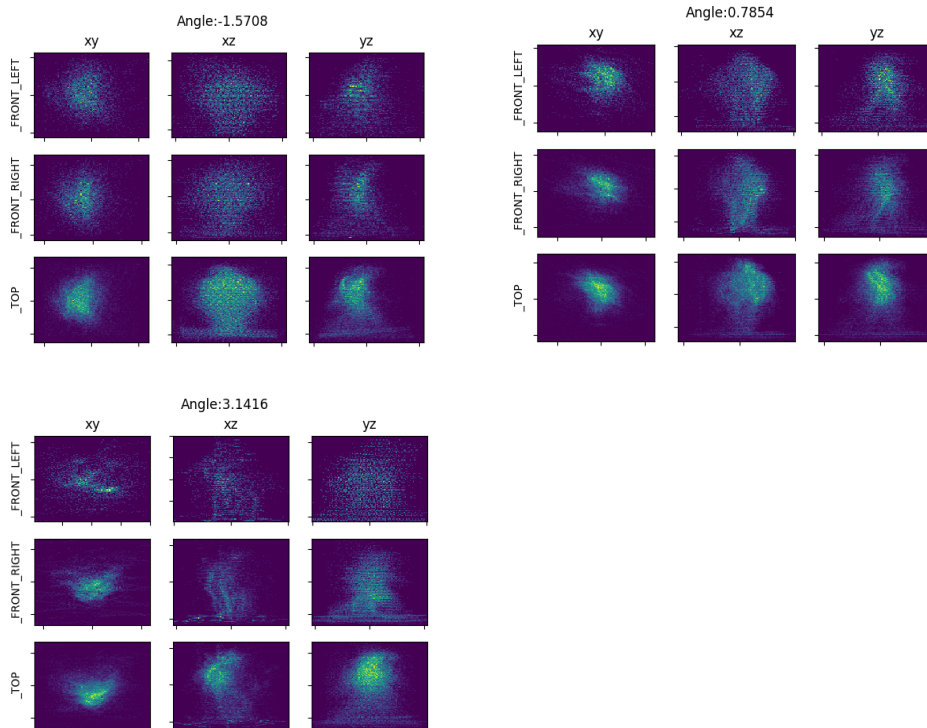 Angle:-1.5708
xy xz yz
_FRONT_LEFT
_FRONT_RIGHT
_TOP
Angle:0.7854
xy xz yz
_FRONT_LEFT
_FRONT_RIGHT
_TOP
Angle:3.1416
xy xz yz
_FRONT_LEFT
_FRONT_RIGHT
_TOP